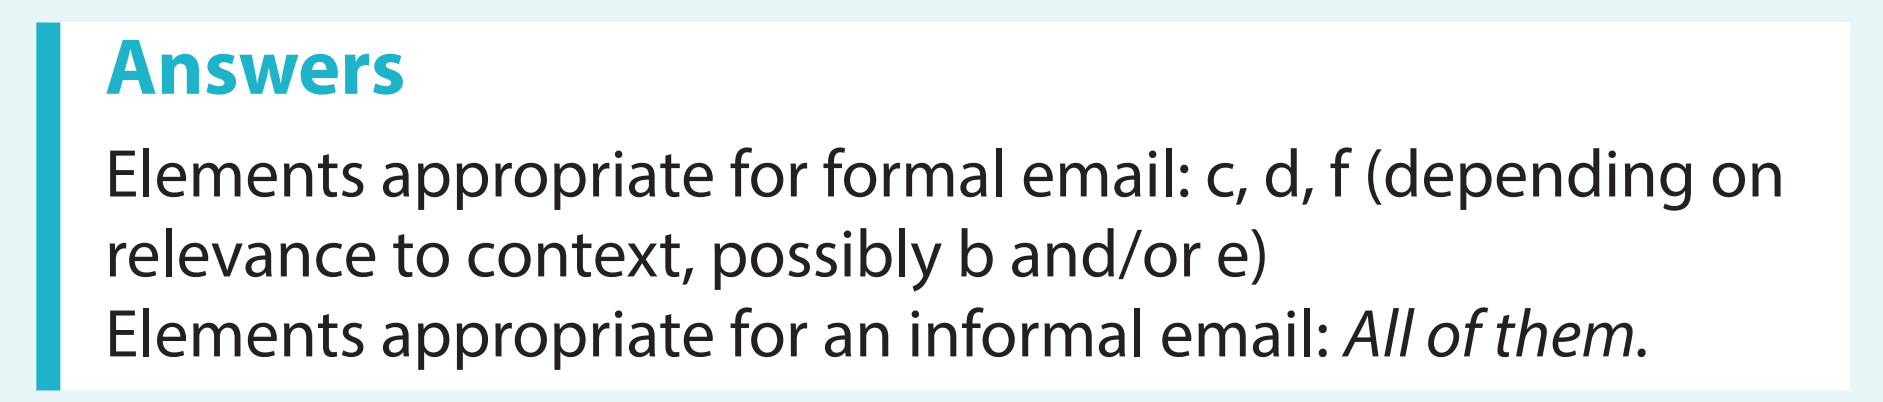 Answers
Elements appropriate for formal email: c, d, f (depending on
relevance to context, possibly b and/or e)
Elements appropriate for an informal email: All of them.